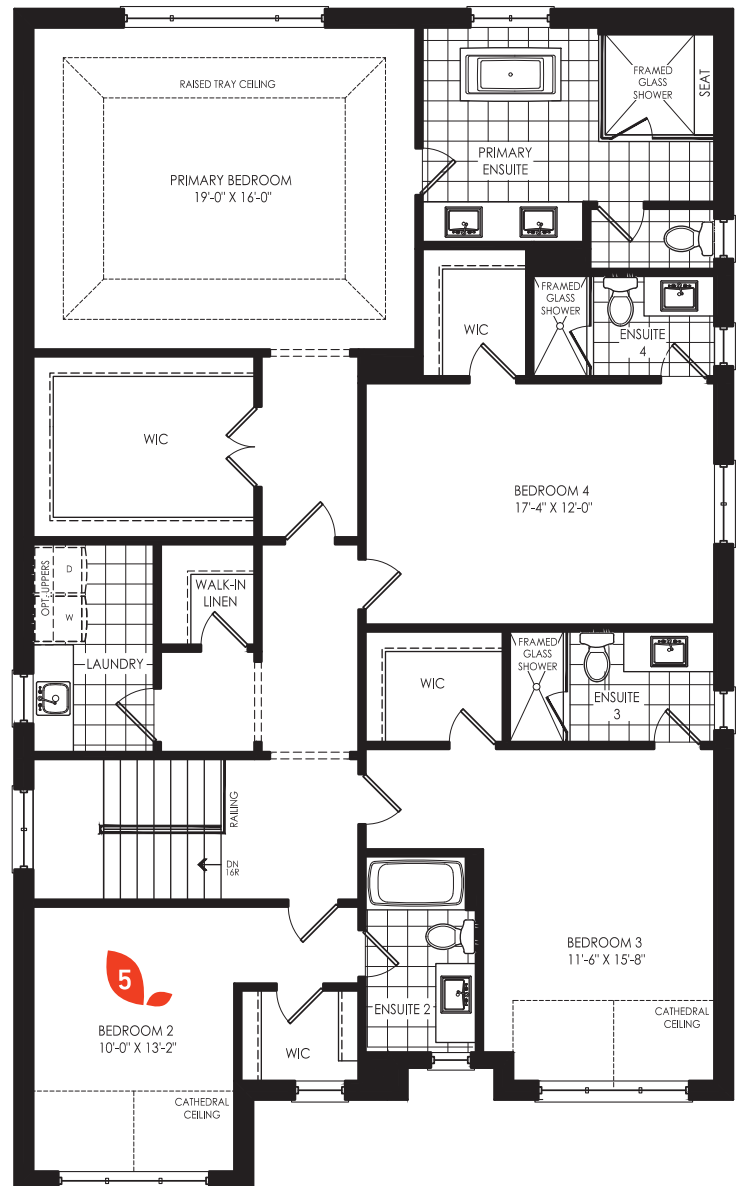 RAISED TRAY CEILING
PRIMARY BEDROOM
19'-0" X 16'-0"
PRIMARY
ENSUITE
FRAMED
GLASS
SHOWER
SEAT
WIC
FRAMED
GLASS
SHOWER
ENSUITE
4
WIC
BEDROOM 4
17'-4" X 12'-0"
OPT. UPPERS
D
W
WALK-IN
LINEN
LAUNDRY
WIC
FRAMED
GLASS
SHOWER
ENSUITE
3
RAILING
DN
16R
BEDROOM 3
11'-6" X 15'-8"
CATHEDRAL
CEILING
5
BEDROOM 2
10'-0" X 13'-2"
CATHEDRAL
CEILING
WIC
ENSUITE 2